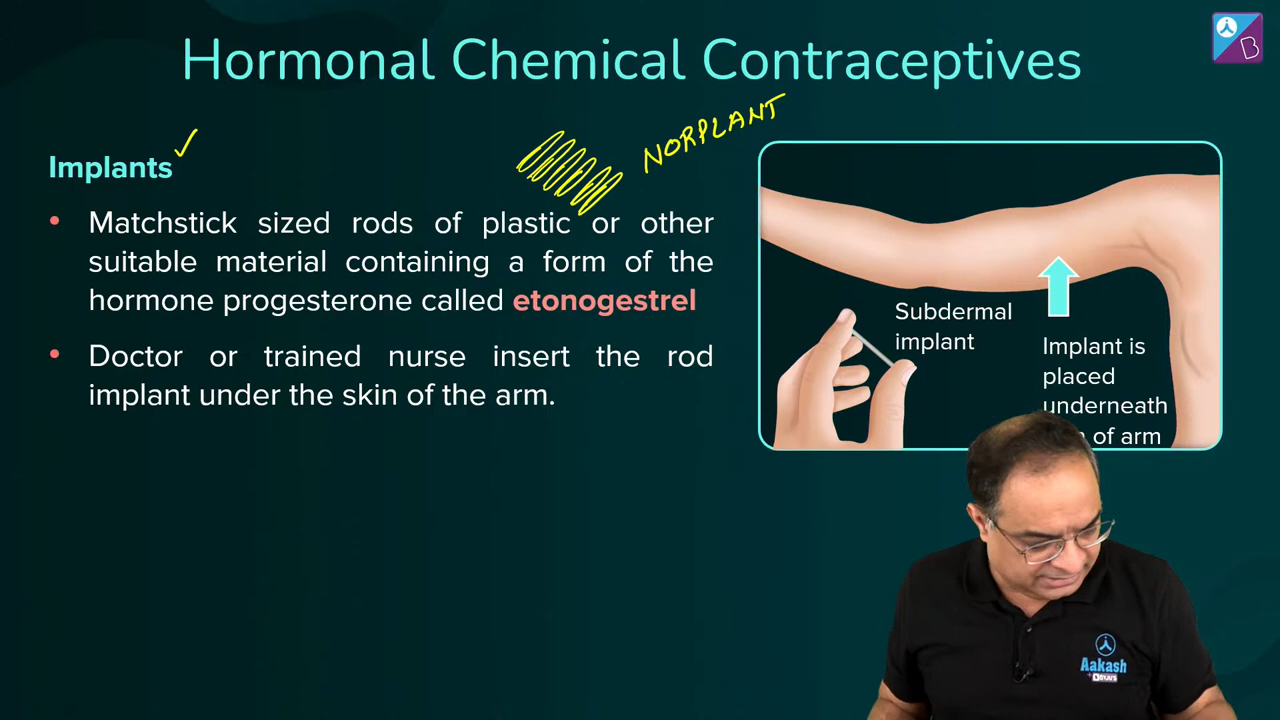 Hormonal Chemical Contraceptives
B
Implants
NORPLANT
• Matchstick sized rods of plastic or other
suitable material containing a form of the
hormone progesterone called etonogestrel
• Doctor or trained nurse insert the rod
implant under the skin of the arm.
Subdermal
implant
Implant is
placed
underneath
of arm
Aakash